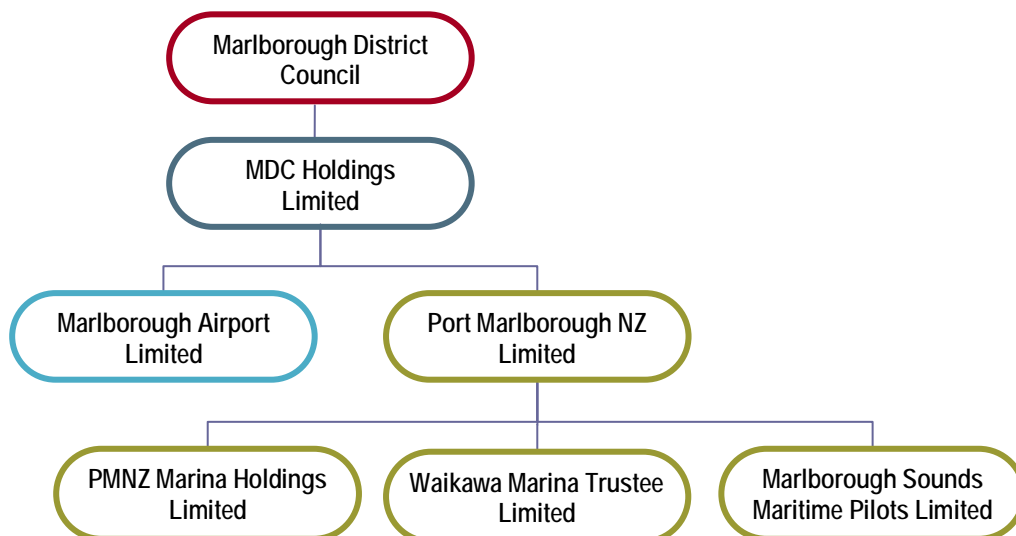 Marlborough District
Council
MDC Holdings
Limited
Marlborough Airport
Limited
Port Marlborough NZ
Limited
PMNZ Marina Holdings
Limited
Waikawa Marina Trustee
Limited
Marlborough Sounds
Maritime Pilots Limited